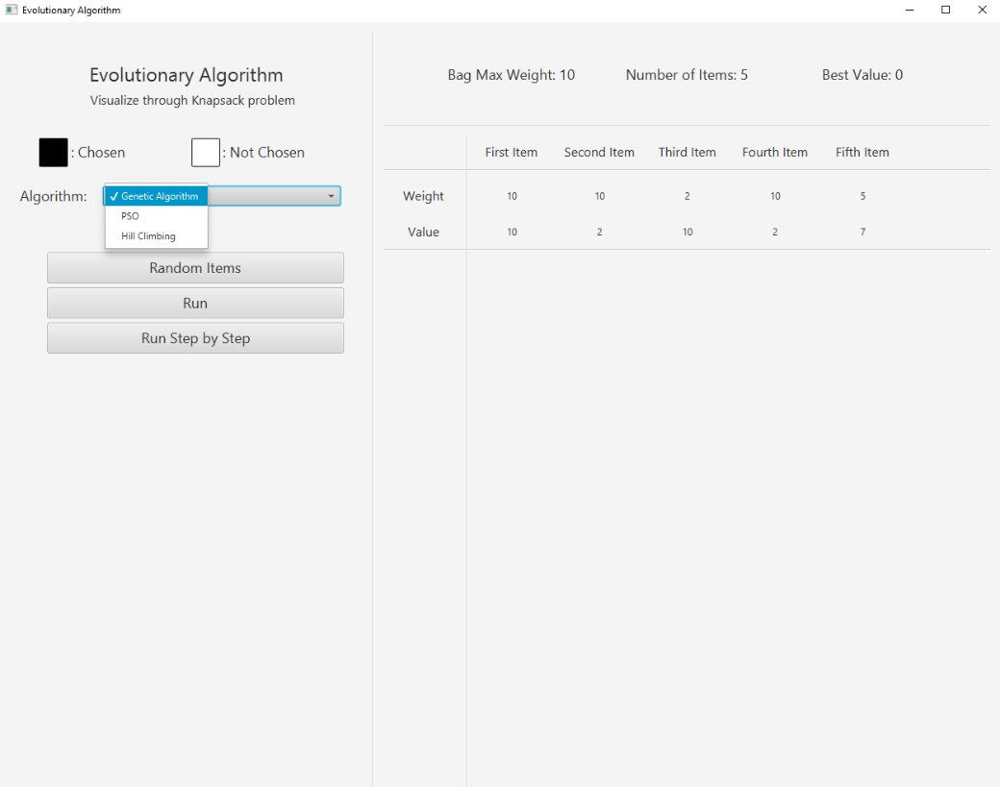 Evolutionary Algorithm
Evolutionary Algorithm
Visualize through Knapsack problem
: Chosen
: Not Chosen
Algorithm:
Genetic Algorithm
PSO
Hill Climbing
Random Items
Run
Run Step by Step
Bag Max Weight: 10 Number of Items: 5 Best Value: 0
First Item Second Item Third Item Fourth Item Fifth Item
Weight 10 10 2 10 5
Value 10 2 10 2 7